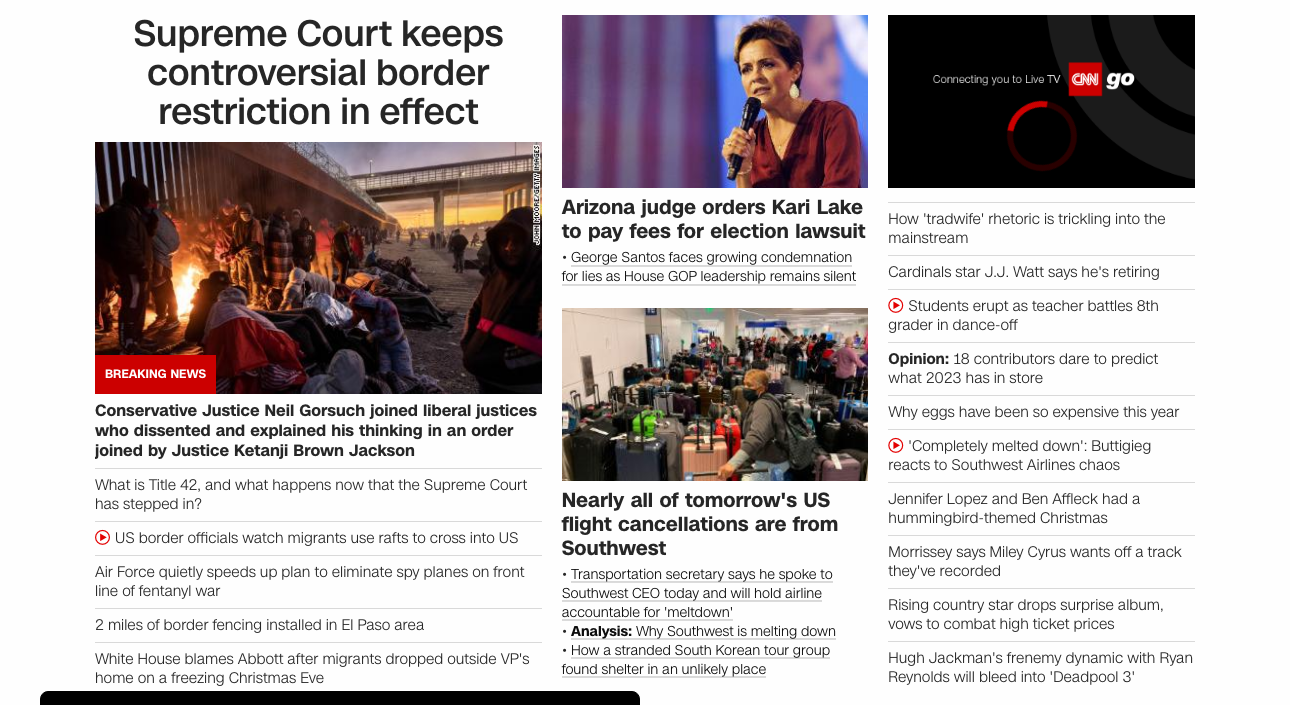 Supreme Court keeps
controversial border
restriction in effect
JOHN MOORE/GETTY IMAGES
BREAKING NEWS
Conservative Justice Neil Gorsuch joined liberal justices
who dissented and explained his thinking in an order
joined by Justice Ketanji Brown Jackson
What is Title 42, and what happens now that the Supreme Court
has stepped in?
US border officials watch migrants use rafts to cross into US
Air Force quietly speeds up plan to eliminate spy planes on front
line of fentanyl war
2 miles of border fencing installed in El Paso area
White House blames Abbott after migrants dropped outside VP's
home on a freezing Christmas Eve
Arizona judge orders Kari Lake
to pay fees for election lawsuit
• George Santos faces growing condemnation
for lies as House GOP leadership remains silent
Nearly all of tomorrow's US
flight cancellations are from
Southwest
• Transportation secretary says he spoke to
Southwest CEO today and will hold airline
accountable for 'meltdown'
• Analysis: Why Southwest is melting down
• How a stranded South Korean tour group
found shelter in an unlikely place
Connecting you to Live TV CNN go
How 'tradwife' rhetoric is trickling into the
mainstream
Cardinals star J.J. Watt says he's retiring
Students erupt as teacher battles 8th
grader in dance-off
Opinion: 18 contributors dare to predict
what 2023 has in store
Why eggs have been so expensive this year
'Completely melted down': Buttigieg
reacts to Southwest Airlines chaos
Jennifer Lopez and Ben Affleck had a
hummingbird-themed Christmas
Morrissey says Miley Cyrus wants off a track
they've recorded
Rising country star drops surprise album,
vows to combat high ticket prices
Hugh Jackman's frenemy dynamic with Ryan
Reynolds will bleed into 'Deadpool 3'